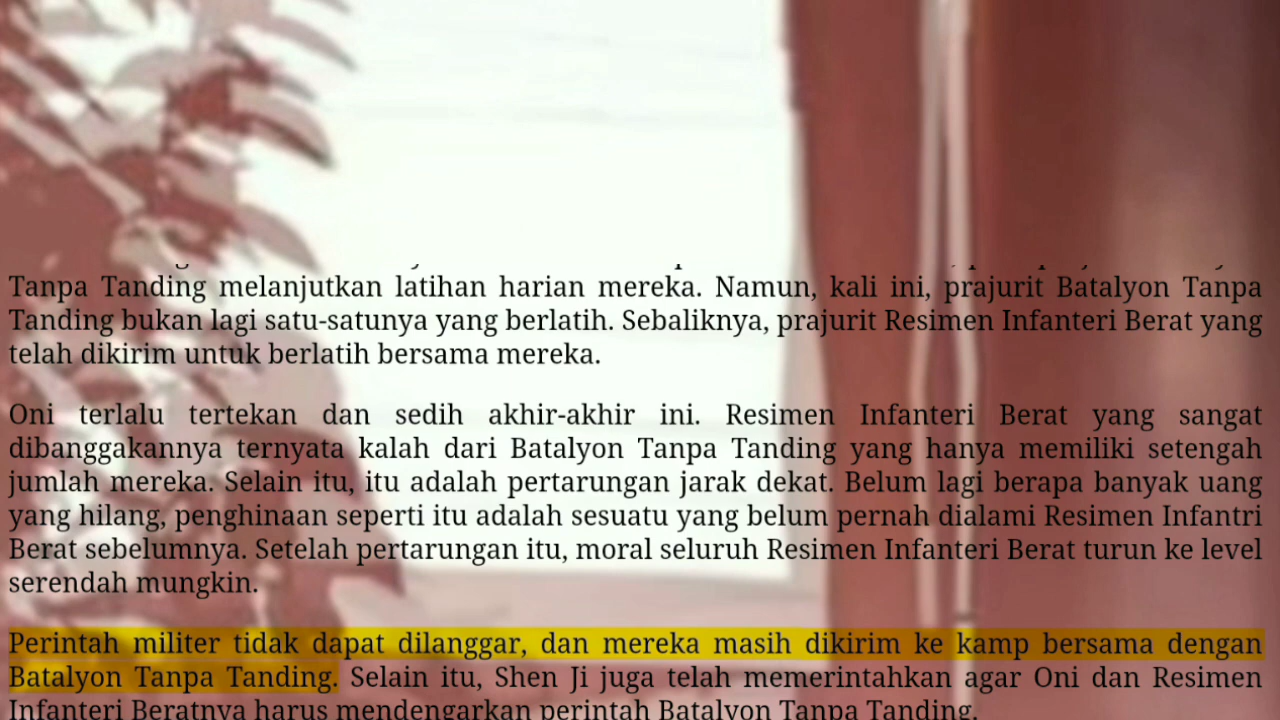 Tanpa Tanding melanjutkan latihan harian mereka. Namun, kali ini, prajurit Batalyon Tanpa
Tanding bukan lagi satu-satunya yang berlatih. Sebaliknya, prajurit Resimen Infanteri Berat yang
telah dikirim untuk berlatih bersama mereka.
Oni terlalu tertekan dan sedih akhir-akhir ini. Resimen Infanteri Berat yang sangat
dibanggakannya ternyata kalah dari Batalyon Tanpa Tanding yang hanya memiliki setengah
jumlah mereka. Selain itu, itu adalah pertarungan jarak dekat. Belum lagi berapa banyak uang
yang hilang, penghinaan seperti itu adalah sesuatu yang belum pernah dialami Resimen Infantri
Berat sebelumnya. Setelah pertarungan itu, moral seluruh Resimen Infanteri Berat turun ke level
serendah mungkin.
Perintah militer tidak dapat dilanggar, dan mereka masih dikirim ke kamp bersama dengan
Batalyon Tanpa Tanding. Selain itu, Shen Ji juga telah memerintahkan agar Oni dan Resimen
Infanteri Beratnya harus mendengarkan perintah Batalyon Tanpa Tanding.